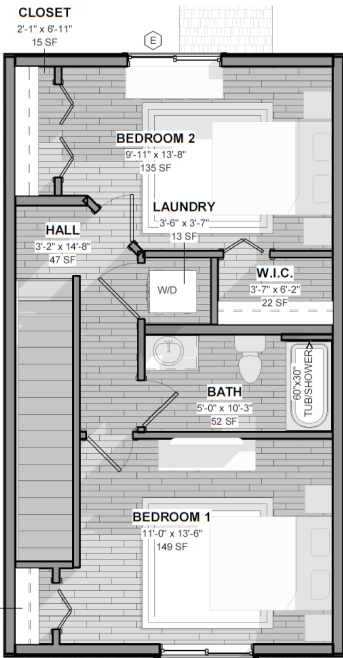 CLOSET
2'-1" x 6'-11"
15 SF
E
BEDROOM 2
9'-11" x 13'-8"
135 SF
LAUNDRY
3'-6" x 3'-7"
13 SF
HALL
3'-2" x 14'-8"
47 SF
W/D
W.I.C.
3'-7" x 6'-2"
22 SF
60"x30"
TUB/SHOWER
BATH
5'-0" x 10'-3"
52 SF
BEDROOM 1
11'-0" x 13'-6"
149 SF